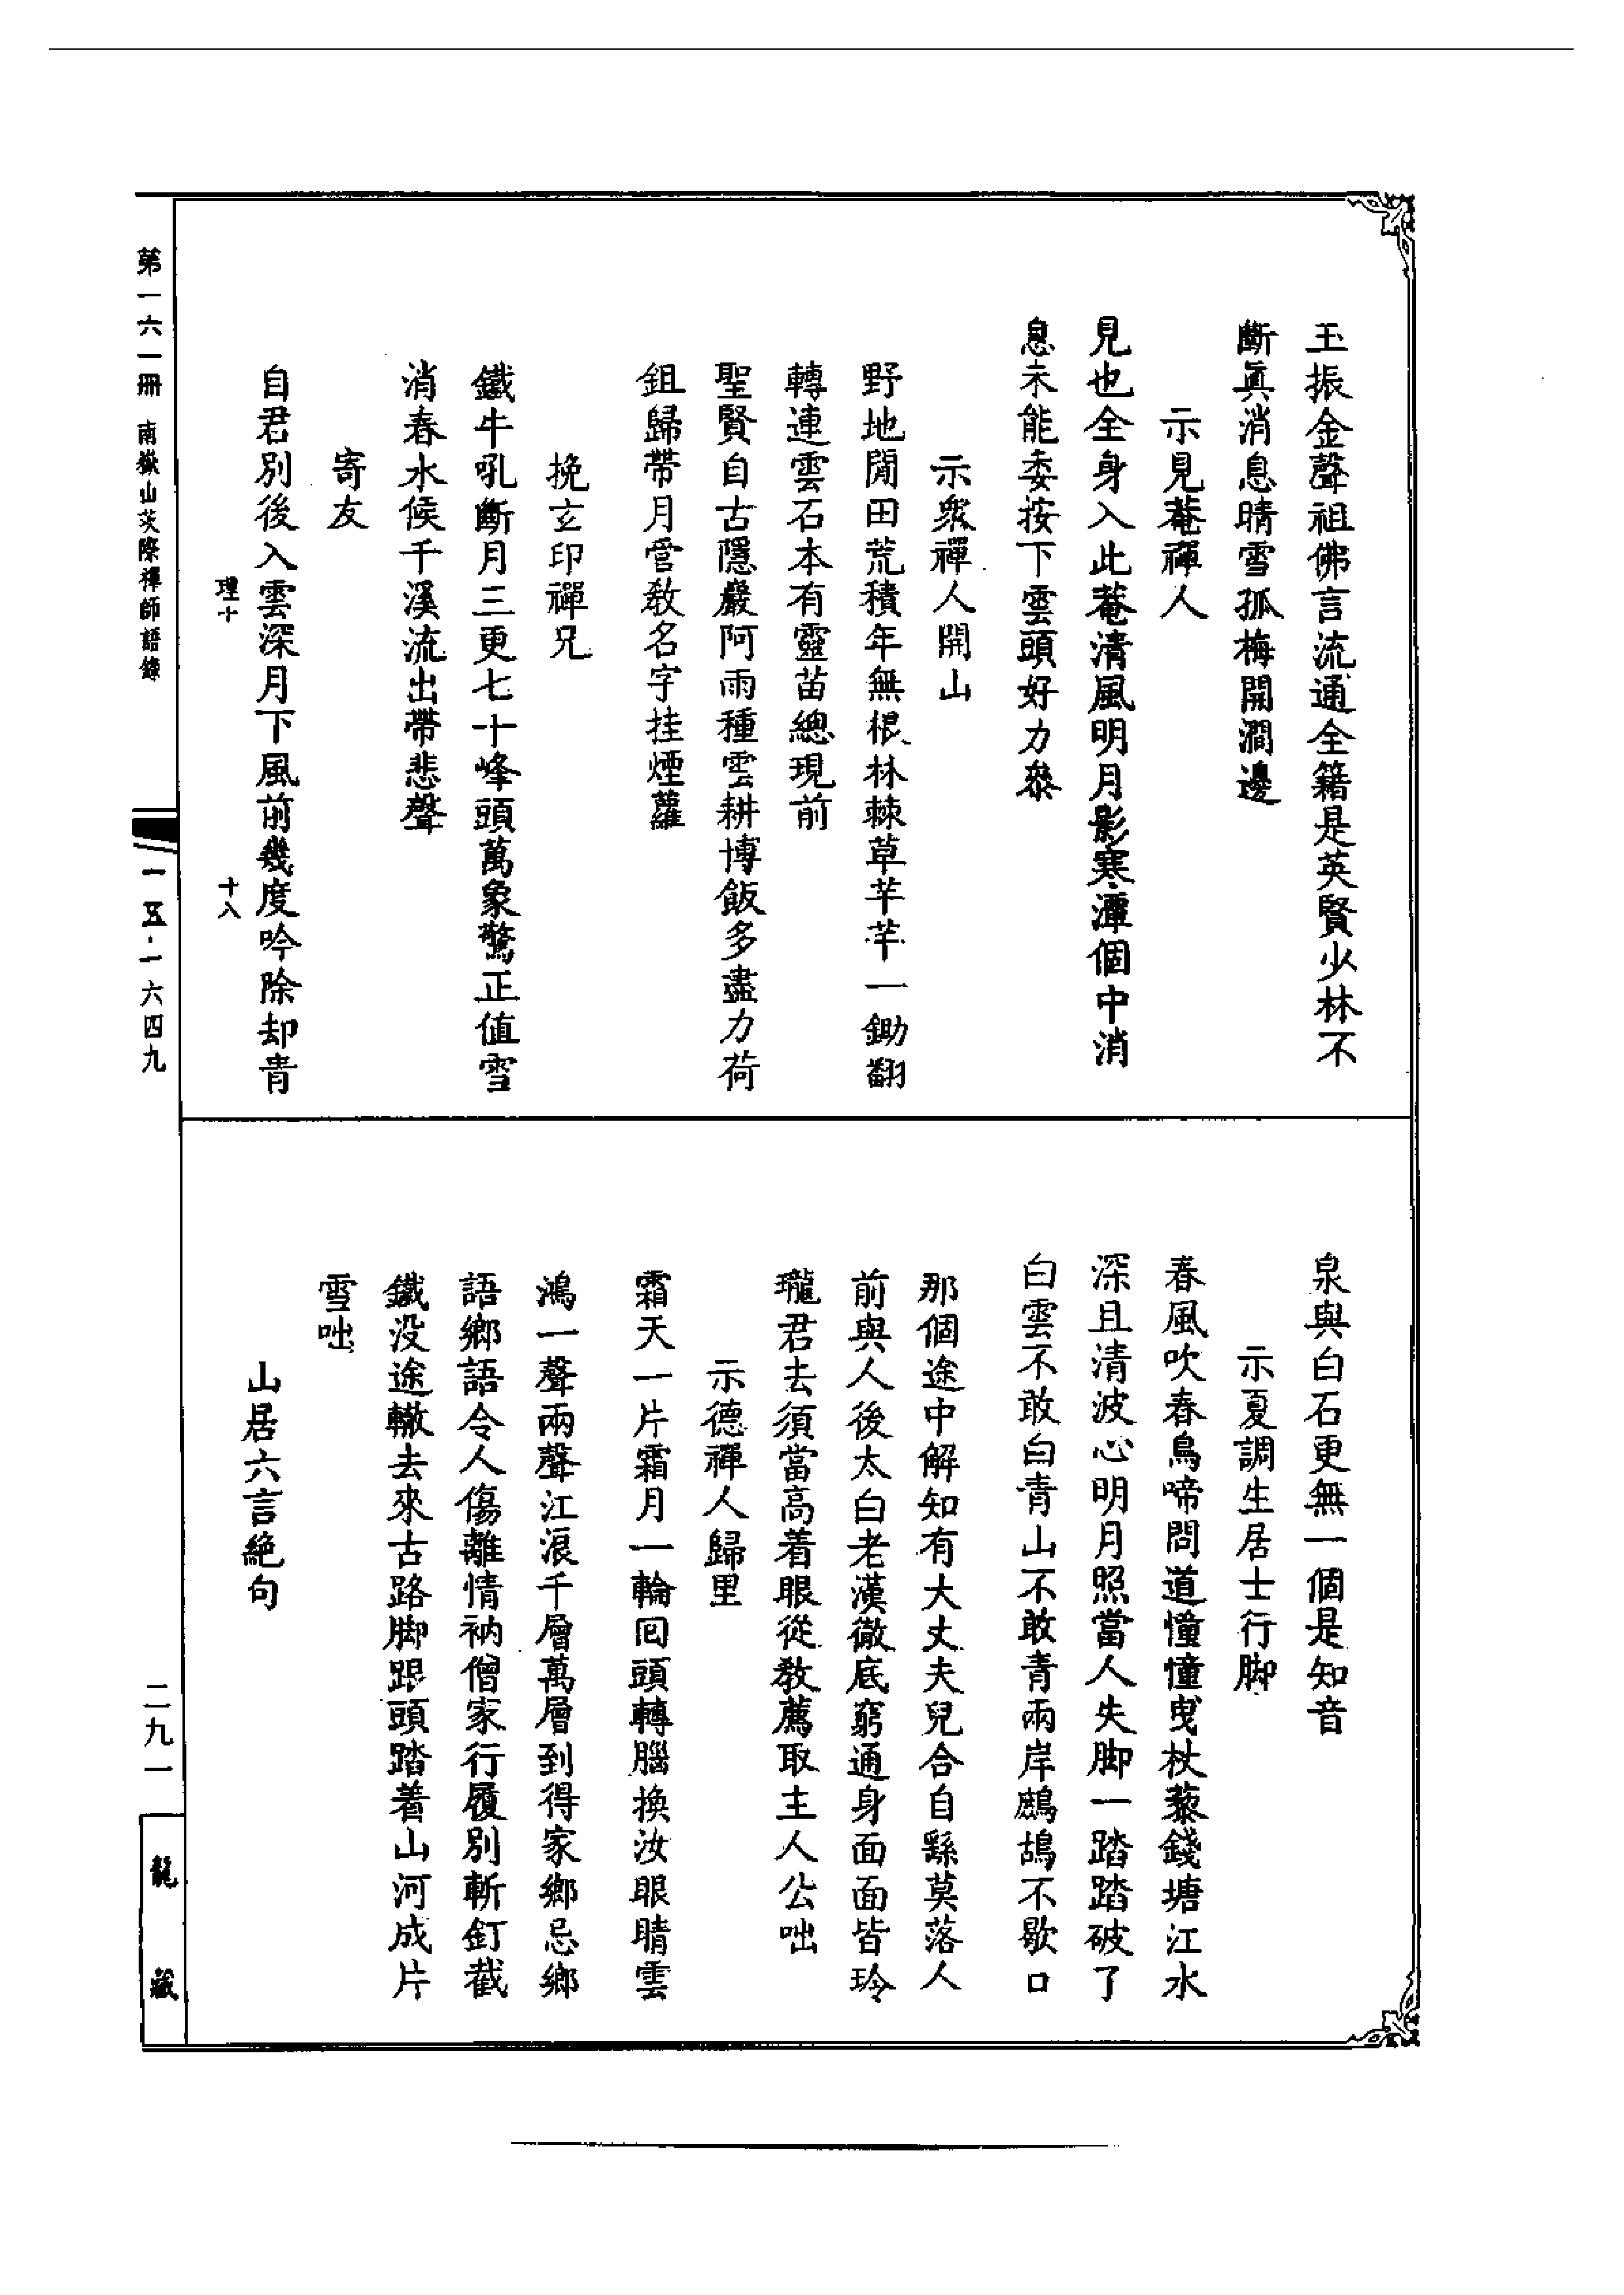 玉振金聲祖佛言流通全籍是英賢少林不
斷眞消息晴雪孤梅開澗邊
示見菴禪人
見也全身入此菴清風明月影寒潭個中消
息未能委按下雲頭好力參
示衆禪人開山
野地閒田荒積年無根林棘草芊芊一鋤翻
轉連雲石本有靈苗總現前
聖賢自古隱巖阿雨種雲耕博飯多盡力荷
鉏歸帶月管教名字挂煙蘿
挽玄印禪兄
鐵牛吼斷月三更七十峰頭萬象驚正值雪
消春水候千溪流出帶悲聲
寄友
自君別後入雲深月下風前幾度吟除却青
理十
十八
泉與白石更無一個是知音
示夏調生居士行脚
春風吹春鳥啼問道憧憧曳杖藜錢塘江水
深且清波心明月照當人失脚一踏踏破了
白雲不敢白青山不敢青兩岸鷓鴣不歇口
那個途中解知有大丈夫兒合自繇莫落人
前與人後太白老漢徹底窮通身面面皆玲
瓏君去須當高着眼從教薦取主人公咄
示德禪人歸里
霜天一片霜月一輪回頭轉腦換汝眼睛雲
鴻一聲兩聲江浪千層萬層到得家鄉忌鄉
語鄉語令人傷離情衲僧家行履別斬釘截
鐵没途轍去來古路脚跟頭踏着山河成片
雪咄
山居六言絶句
第一六一冊 南嶽山茨際禪師語錄
一五·一六四九
二九一
龍藏